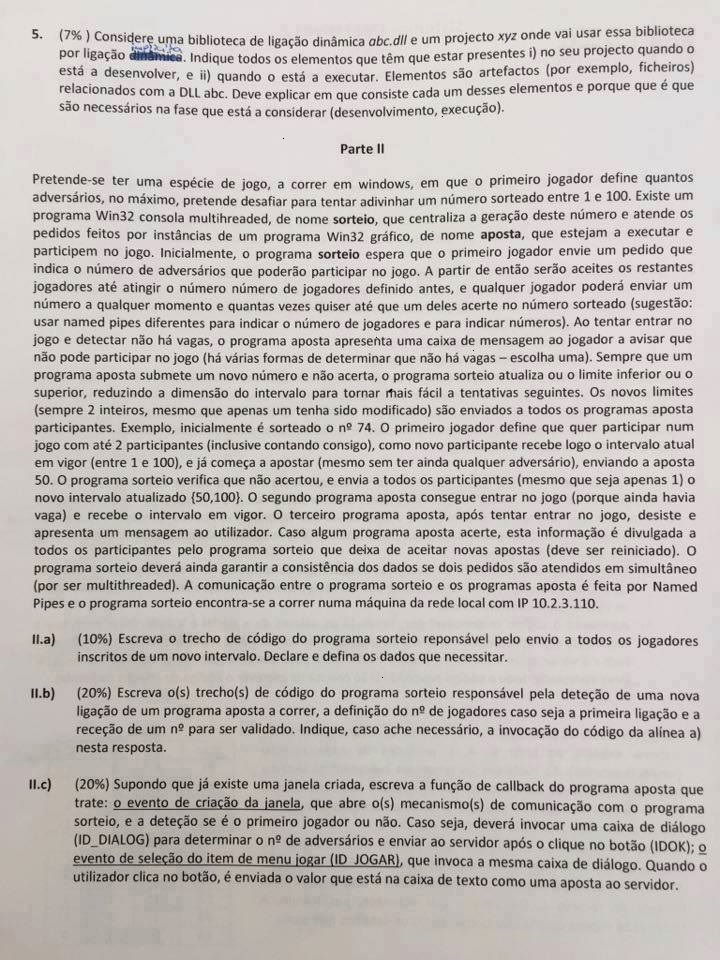 5. (7% ) Considere uma biblioteca de ligação dinâmica abc.dll e um projecto xyz onde vai usar essa biblioteca
implícita
por ligação dinâmica. Indique todos os elementos que têm que estar presentes i) no seu projecto quando o
está a desenvolver, e ii) quando o está a executar. Elementos são artefactos (por exemplo, ficheiros)
relacionados com a DLL abc. Deve explicar em que consiste cada um desses elementos e porque que é que
são necessários na fase que está a considerar (desenvolvimento, execução).
Parte II
Pretende-se ter uma espécie de jogo, a correr em windows, em que o primeiro jogador define quantos
adversários, no máximo, pretende desafiar para tentar adivinhar um número sorteado entre 1 e 100. Existe um
programa Win32 consola multihreaded, de nome sorteio, que centraliza a geração deste número e atende os
pedidos feitos por instâncias de um programa Win32 gráfico, de nome aposta, que estejam a executar e
participem no jogo. Inicialmente, o programa sorteio espera que o primeiro jogador envie um pedido que
indica o número de adversários que poderão participar no jogo. A partir de então serão aceites os restantes
jogadores até atingir o número número de jogadores definido antes, e qualquer jogador poderá enviar um
número a qualquer momento e quantas vezes quiser até que um deles acerte no número sorteado (sugestão:
usar named pipes diferentes para indicar o número de jogadores e para indicar números). Ao tentar entrar no
jogo e detectar não há vagas, o programa aposta apresenta uma caixa de mensagem ao jogador a avisar que
não pode participar no jogo (há várias formas de determinar que não há vagas – escolha uma). Sempre que um
programa aposta submete um novo número e não acerta, o programa sorteio atualiza ou o limite inferior ou o
superior, reduzindo a dimensão do intervalo para tornar mais fácil a tentativas seguintes. Os novos limites
(sempre 2 inteiros, mesmo que apenas um tenha sido modificado) são enviados a todos os programas aposta
participantes. Exemplo, inicialmente é sorteado o nº 74. O primeiro jogador define que quer participar num
jogo com até 2 participantes (inclusive contando consigo), como novo participante recebe logo o intervalo atual
em vigor (entre 1 e 100), e já começa a apostar (mesmo sem ter ainda qualquer adversário), enviando a aposta
50. O programa sorteio verifica que não acertou, e envia a todos os participantes (mesmo que seja apenas 1) o
novo intervalo atualizado {50,100}. O segundo programa aposta consegue entrar no jogo (porque ainda havia
vaga) e recebe o intervalo em vigor. O terceiro programa aposta, após tentar entrar no jogo, desiste e
apresenta um mensagem ao utilizador. Caso algum programa aposta acerte, esta informação é divulgada a
todos os participantes pelo programa sorteio que deixa de aceitar novas apostas (deve ser reiniciado). O
programa sorteio deverá ainda garantir a consistência dos dados se dois pedidos são atendidos em simultâneo
(por ser multithreaded). A comunicação entre o programa sorteio e os programas aposta é feita por Named
Pipes e o programa sorteio encontra-se a correr numa máquina da rede local com IP 10.2.3.110.
II.a) (10%) Escreva o trecho de código do programa sorteio reponsável pelo envio a todos os jogadores
inscritos de um novo intervalo. Declare e defina os dados que necessitar.
II.b) (20%) Escreva o(s) trecho(s) de código do programa sorteio responsável pela deteção de uma nova
ligação de um programa aposta a correr, a definição do nº de jogadores caso seja a primeira ligação e a
receção de um nº para ser validado. Indique, caso ache necessário, a invocação do código da alínea a)
nesta resposta.
II.c) (20%) Supondo que já existe uma janela criada, escreva a função de callback do programa aposta que
trate: o evento de criação da janela, que abre o(s) mecanismo(s) de comunicação com o programa
sorteio, e a deteção se é o primeiro jogador ou não. Caso seja, deverá invocar uma caixa de diálogo
(ID_DIALOG) para determinar o nº de adversários e enviar ao servidor após o clique no botão (IDOK); o
evento de seleção do item de menu jogar (ID_JOGAR), que invoca a mesma caixa de diálogo. Quando o
utilizador clica no botão, é enviada o valor que está na caixa de texto como uma aposta ao servidor.